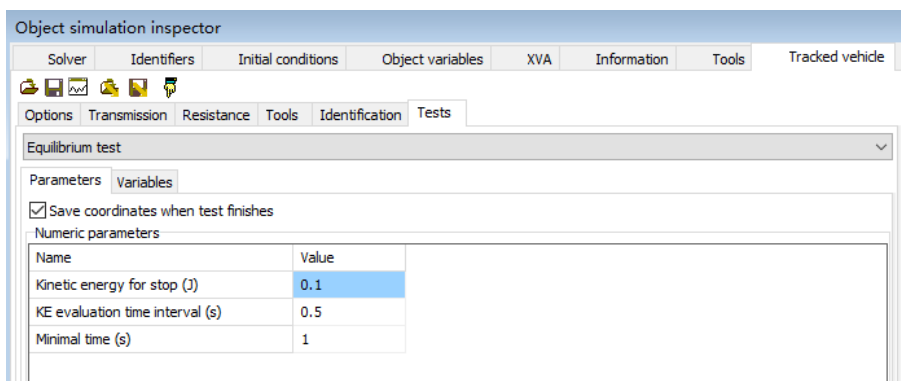 Object simulation inspector
Solver Identifiers Initial conditions Object variables XVA Information Tools Tracked vehicle
Options Transmission Resistance Tools Identification Tests
Equilibrium test
Parameters Variables
Save coordinates when test finishes
Numeric parameters
Name Value
Kinetic energy for stop (J) 0.1
KE evaluation time interval (s) 0.5
Minimal time (s) 1